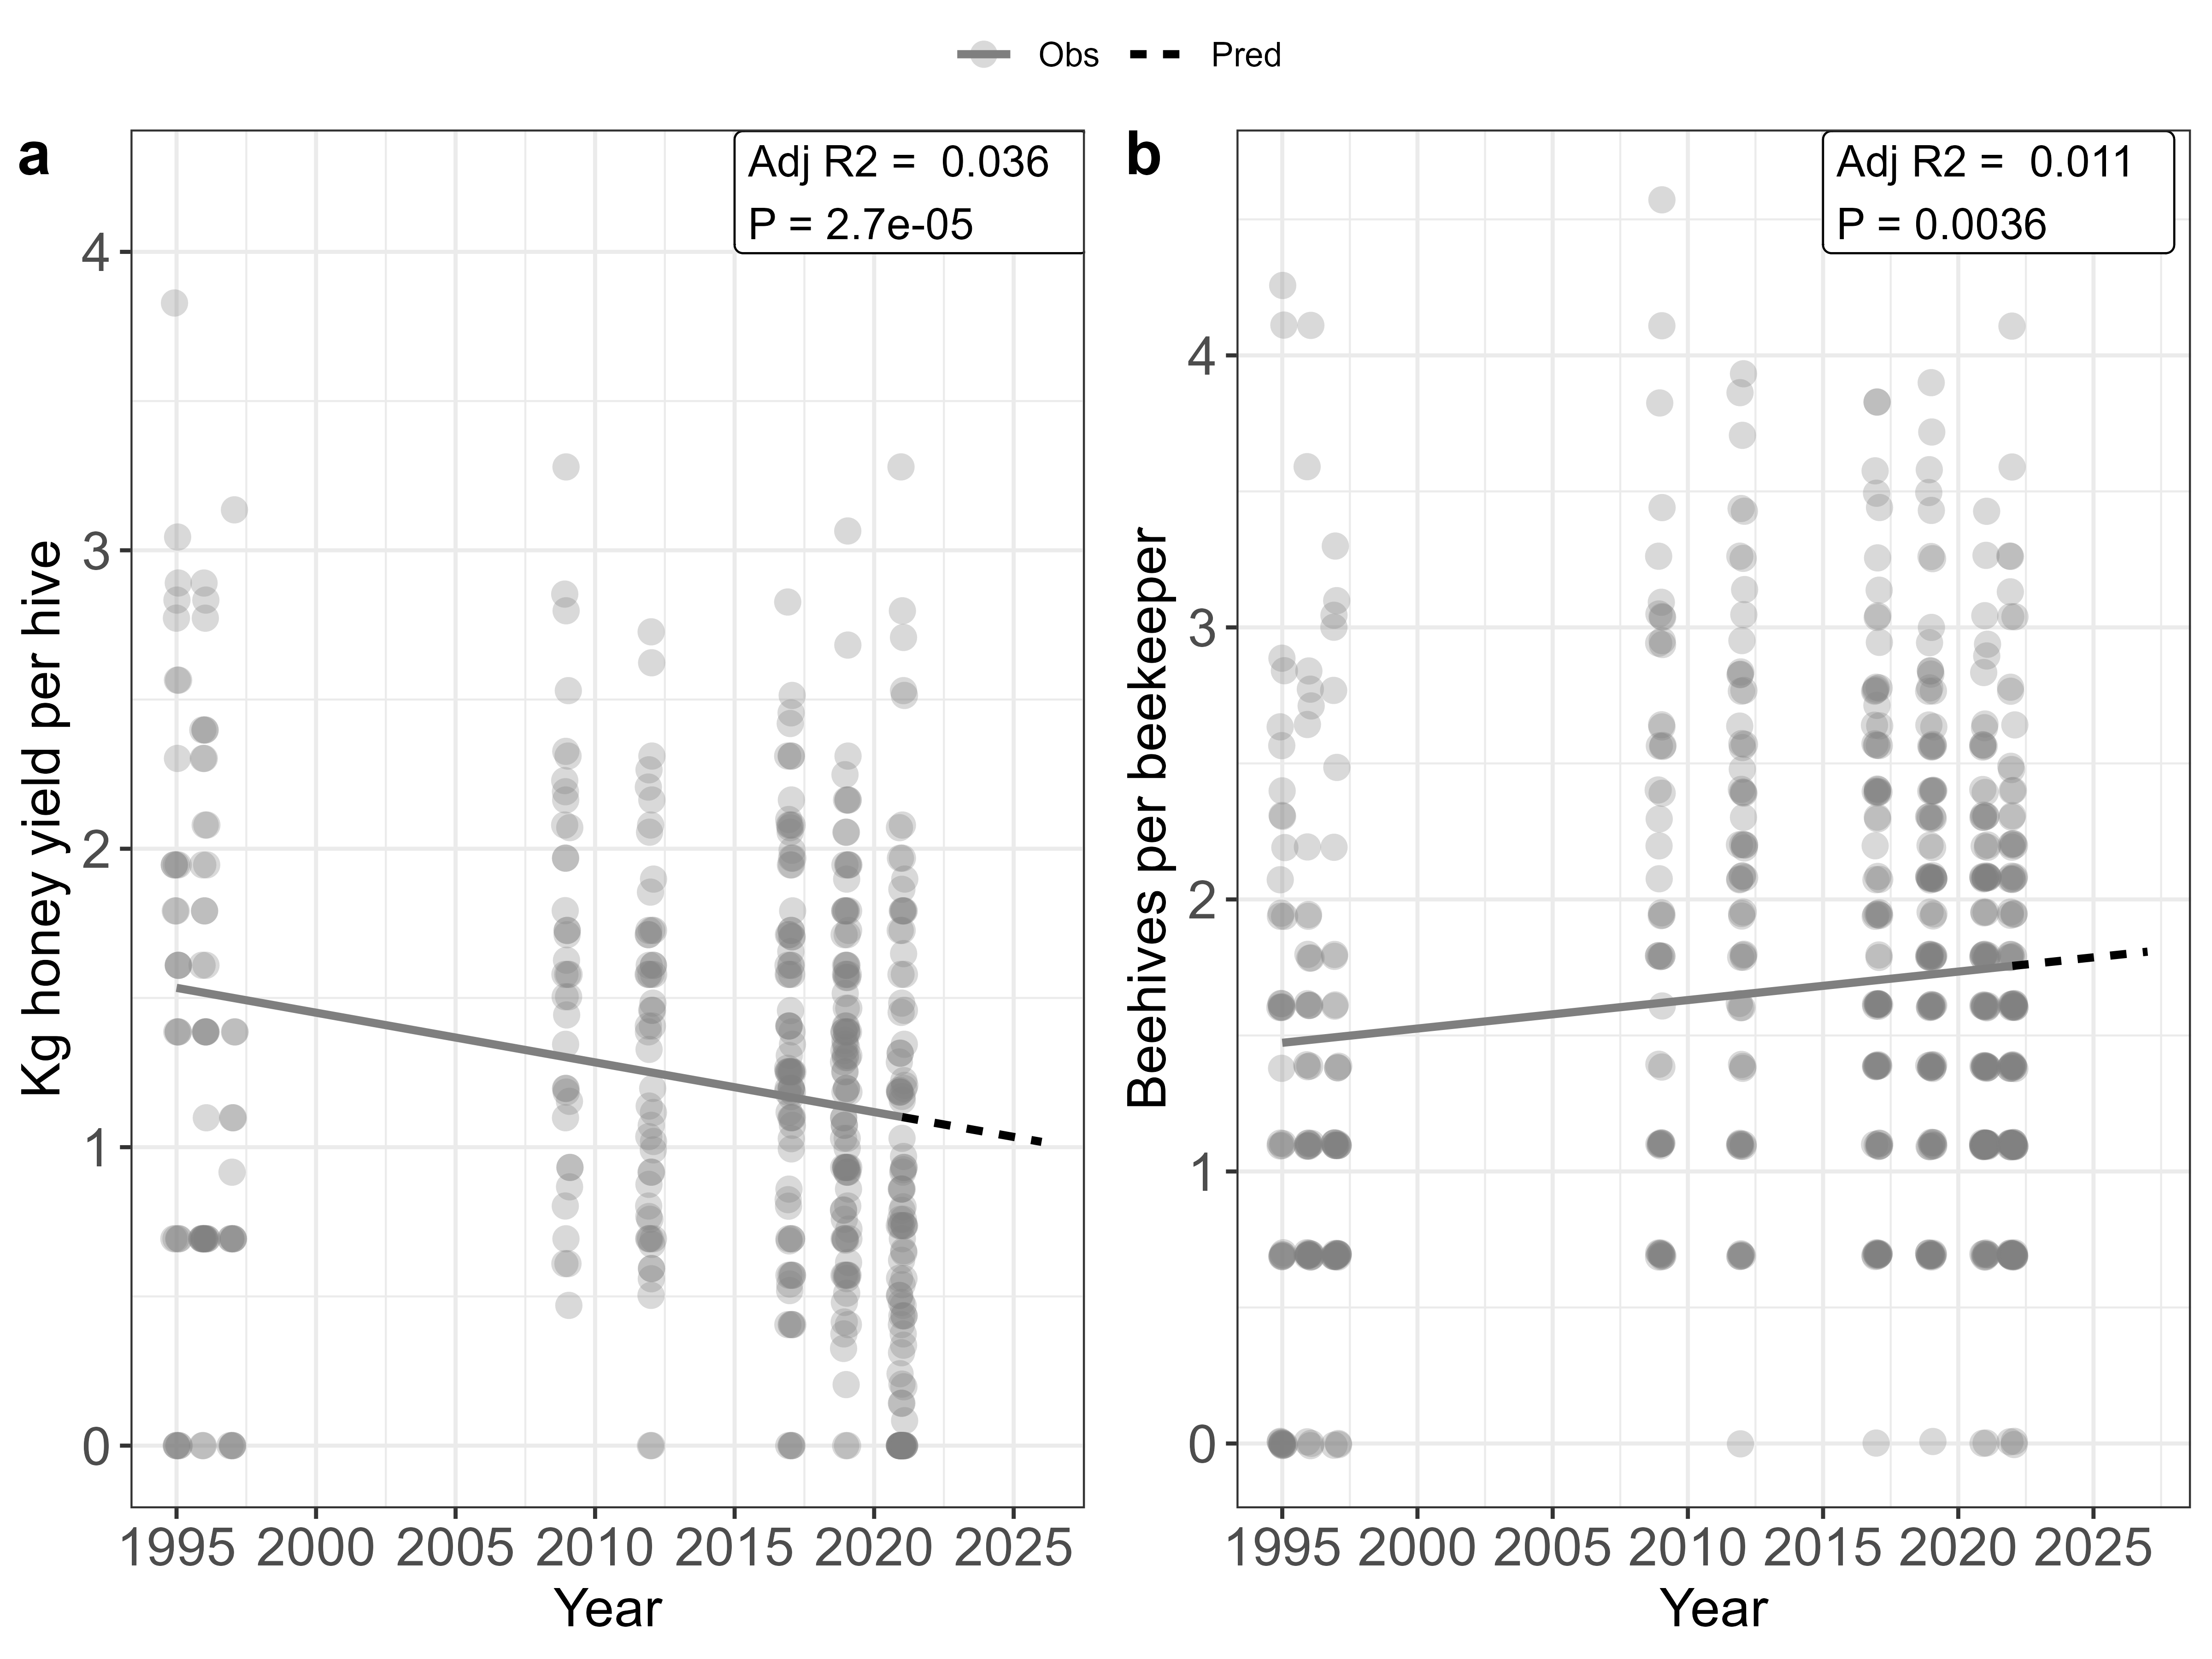 Obs Pred
a
Adj R2 = 0.036
P = 2.7e-05
4
3
2
1
0
Kg honey yield per hive
1995 2000 2005 2010 2015 2020 2025
Year
b
Adj R2 = 0.011
P = 0.0036
4
3
2
1
0
Beehives per beekeeper
1995 2000 2005 2010 2015 2020 2025
Year